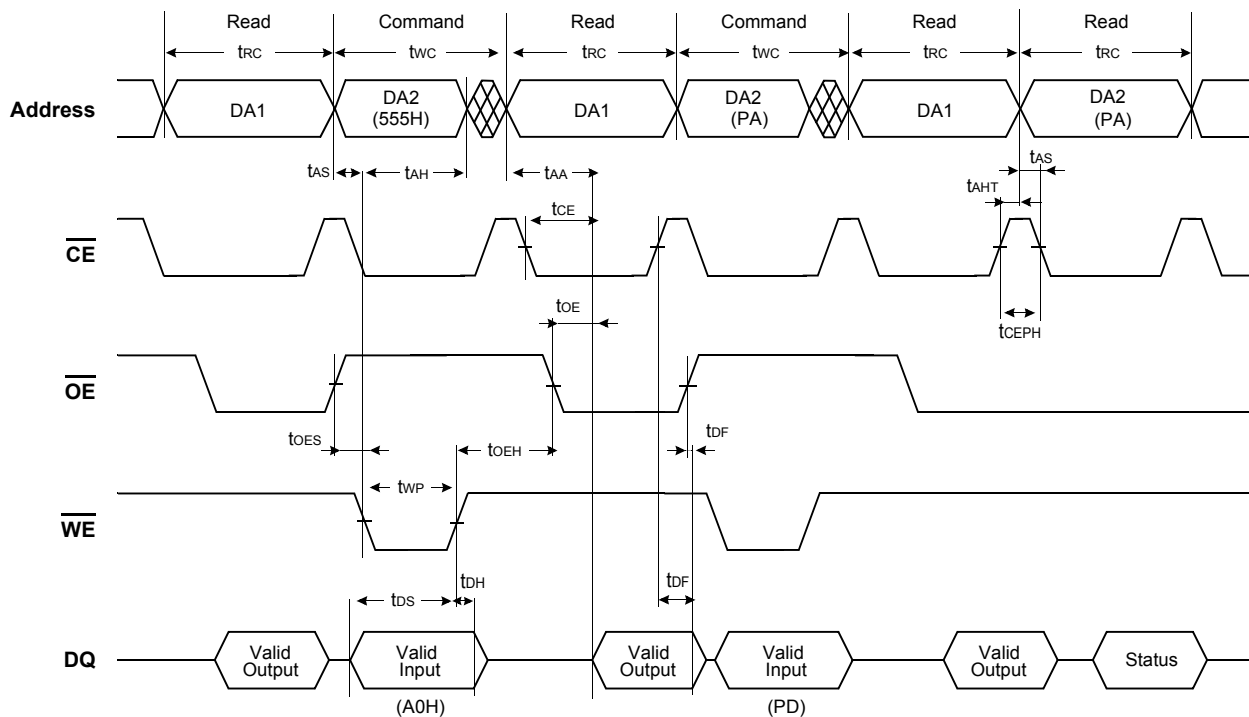 Read Command Read Command Read Read
tRC tWC tRC tWC tRC tRC
Address DA1 DA2 (555H) DA1 DA2 (PA) DA1 DA2 (PA)
tAS tAH tAA tAS
tAHT
tCE
CE
tCEPH
tOE
OE
tOES tOEH tDF
tWP
WE
tDH tDF
tDS
DQ Valid Output Valid Input Valid Output Valid Input Valid Output Status
(A0H) (PD)